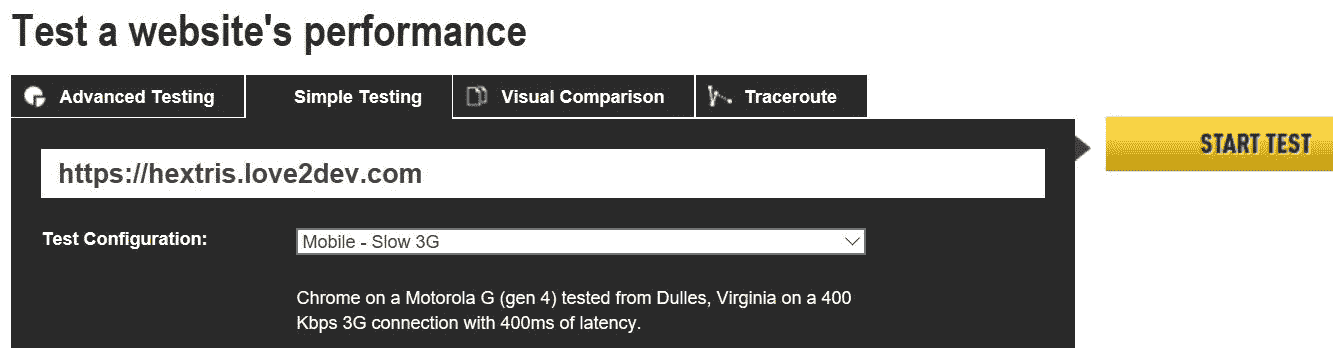 Test a website's performance
Advanced Testing
Simple Testing
Visual Comparison
Traceroute
START TEST
https://hextris.love2dev.com
Test Configuration:
Mobile - Slow 3G
Chrome on a Motorola G (gen 4) tested from Dulles, Virginia on a 400
Kbps 3G connection with 400ms of latency.